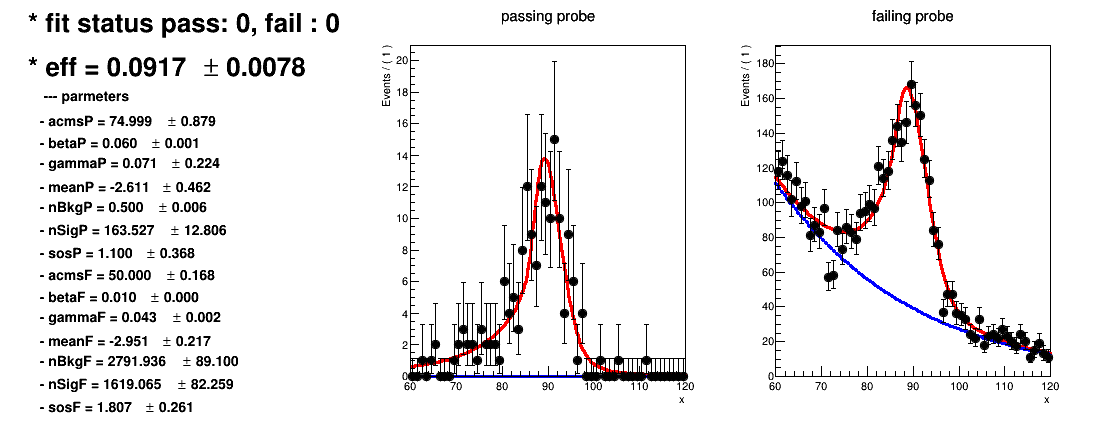 * fit status pass: 0, fail : 0
* eff = 0.0917 ± 0.0078
--- parmeters
- acmsP = 74.999 ± 0.879
- betaP = 0.060 ± 0.001
- gammaP = 0.071 ± 0.224
- meanP = -2.611 ± 0.462
- nBkgP = 0.500 ± 0.006
- nSigP = 163.527 ± 12.806
- sosP = 1.100 ± 0.368
- acmsF = 50.000 ± 0.168
- betaF = 0.010 ± 0.000
- gammaF = 0.043 ± 0.002
- meanF = -2.951 ± 0.217
- nBkgF = 2791.936 ± 89.100
- nSigF = 1619.065 ± 82.259
- sosF = 1.807 ± 0.261
passing probe
Events / ( 1 )
20
18
16
14
12
10
8
6
4
2
0
60 70 80 90 100 110 120
x
failing probe
Events / ( 1 )
180
160
140
120
100
80
60
40
20
0
60 70 80 90 100 110 120
x